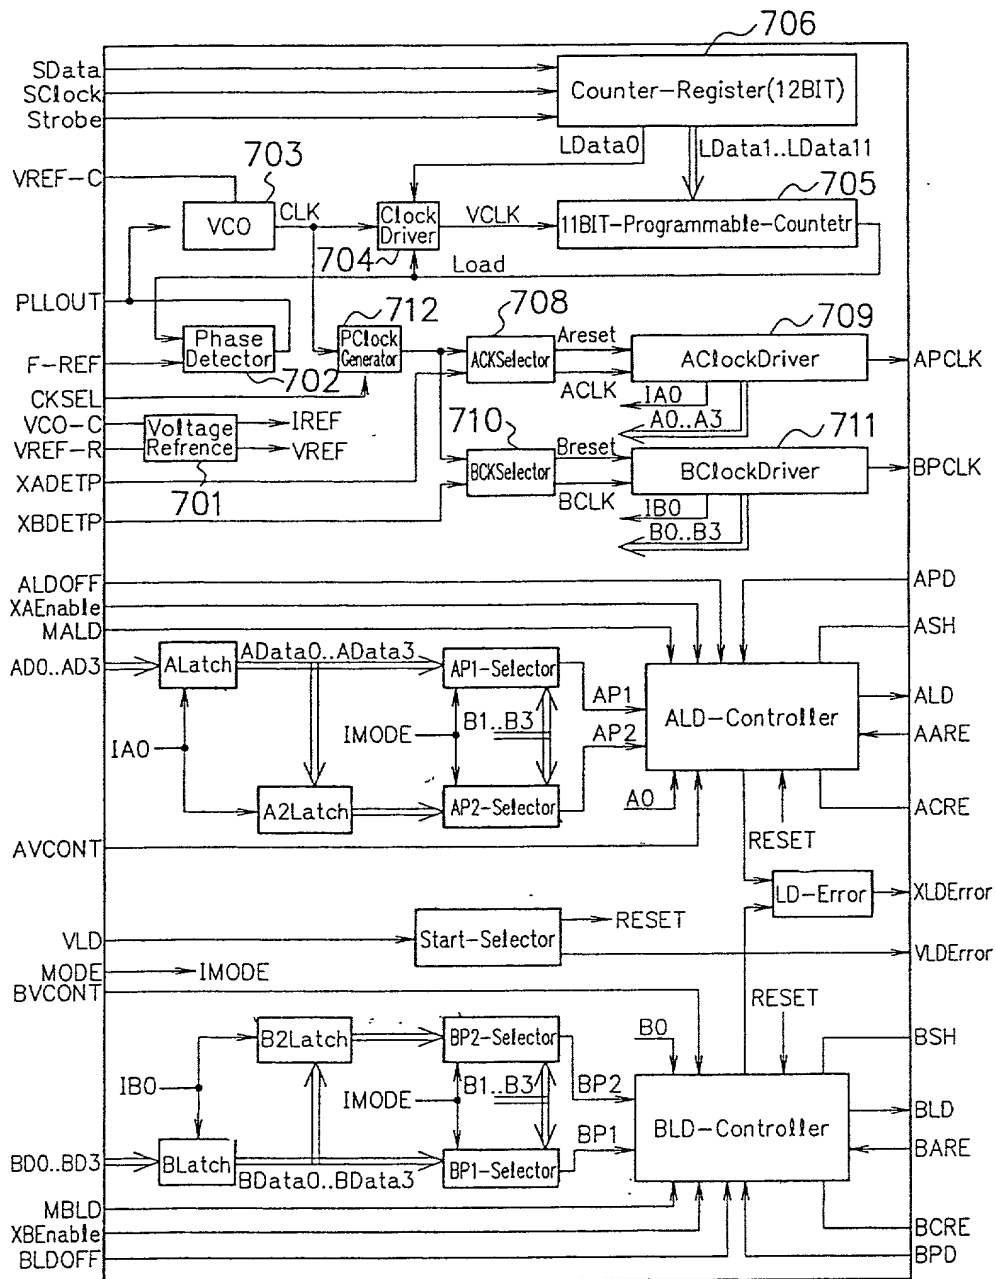 706
SData
SClock
Strobe
Counter-Register(12BIT)
LData0
LData1..LData11
VREF-C
703
705
VCO
CLK
Clock
Driver
VCLK
11BIT-Programmable-Countetr
704
Load
PLLOUT
712
708
709
Phase
Detector
PClock
Generator
ACKSelector
Areset
AClockDriver
APCLK
F-REF
702
ACLK
IA0
CKSEL
A0..A3
VCO-C
Voltage
Refrence
IREF
VREF-R
VREF
710
711
Breset
BCKSelector
BClockDriver
BPCLK
XADETP
701
BCLK
IB0
XBDETP
B0..B3
ALDOFF
APD
XAEnable
MALD
ASH
AD0..AD3
ALatch
AData0..AData3
AP1-Selector
AP1
ALD-Controller
ALD
IMODE
B1..B3
AP2
AARE
IA0
A2Latch
AP2-Selector
A0
ACRE
RESET
AVCONT
LD-Error
XLDError
VLD
Start-Selector
RESET
VLDError
MODE
IMODE
BVCONT
RESET
B2Latch
BP2-Selector
B0
BSH
IB0
IMODE
B1..B3
BP2
BLD-Controller
BLD
BP1
BARE
BD0..BD3
BLatch
BData0..BData3
BP1-Selector
MBLD
XBEnable
BCRE
BLDOFF
BPD